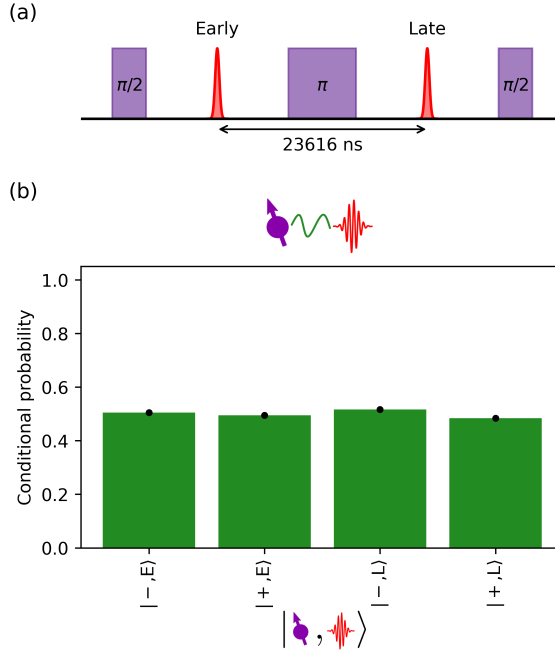 (a)
Early
Late
π/2
π
π/2
23616 ns
(b)
Conditional probability
1.0
0.8
0.6
0.4
0.2
0.0
|−,E⟩
|+,E⟩
|−,L⟩
|+,L⟩
| , ⟩